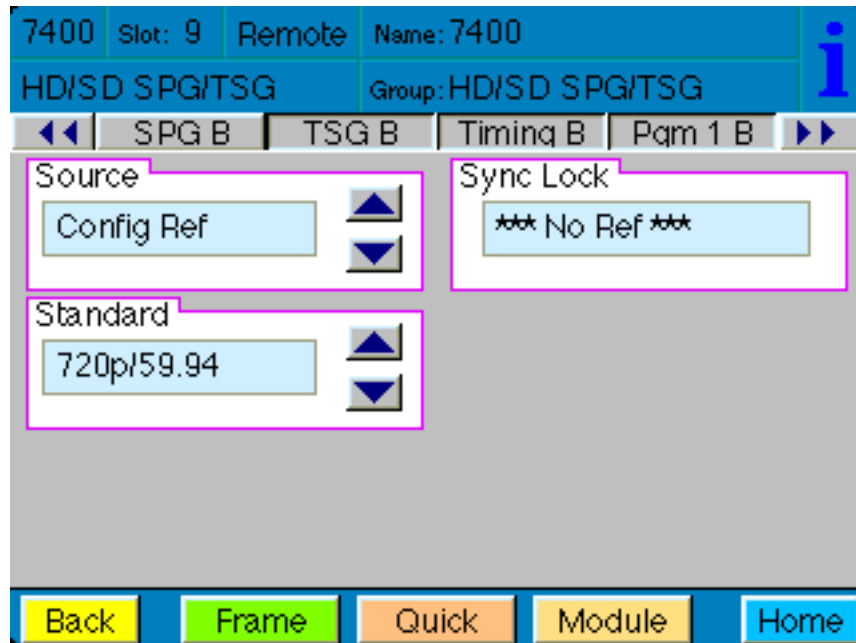 7400 Slot: 9 Remote Name: 7400
HD/SD SPG/TSG Group: HD/SD SPG/TSG
SPG B TSG B Timing B Pgm 1 B
Source Sync Lock
Config Ref *** No Ref ***
Standard
720p/59.94
Back Frame Quick Module Home